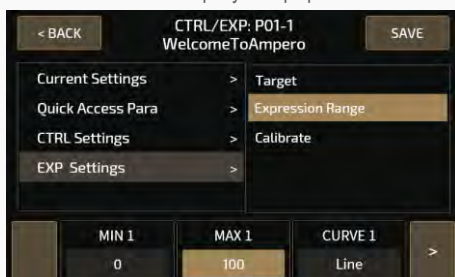 < BACK
CTRL/EXP: P01-1
WelcomeToAmpero
SAVE
Current Settings >
Quick Access Para >
CTRL Settings >
EXP Settings >
Target
Expression Range
Calibrate
MIN 1
MAX 1
CURVE 1
0
100
Line
>